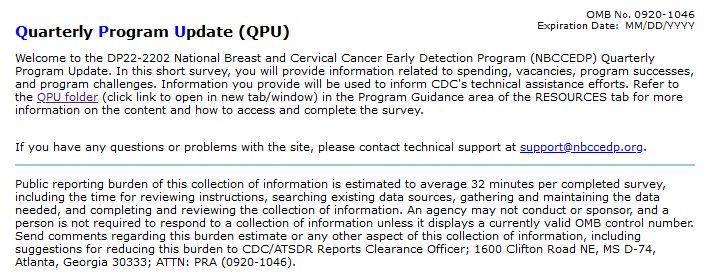 OMB No. 0920-1046
Expiration Date: MM/DD/YYYY
Quarterly Program Update (QPU)
Welcome to the DP22-2202 National Breast and Cervical Cancer Early Detection Program (NBCCEDP) Quarterly
Program Update. In this short survey, you will provide information related to spending, vacancies, program successes,
and program challenges. Information you provide will be used to inform CDC's technical assistance efforts. Refer to
the QPU folder (click link to open in new tab/window) in the Program Guidance area of the RESOURCES tab for more
information on the content and how to access and complete the survey.
If you have any questions or problems with the site, please contact technical support at support@nbccedp.org.
Public reporting burden of this collection of information is estimated to average 32 minutes per completed survey,
including the time for reviewing instructions, searching existing data sources, gathering and maintaining the data
needed, and completing and reviewing the collection of information. An agency may not conduct or sponsor, and a
person is not required to respond to a collection of information unless it displays a currently valid OMB control number.
Send comments regarding this burden estimate or any other aspect of this collection of information, including
suggestions for reducing this burden to CDC/ATSDR Reports Clearance Officer; 1600 Clifton Road NE, MS D-74,
Atlanta, Georgia 30333; ATTN: PRA (0920-1046).